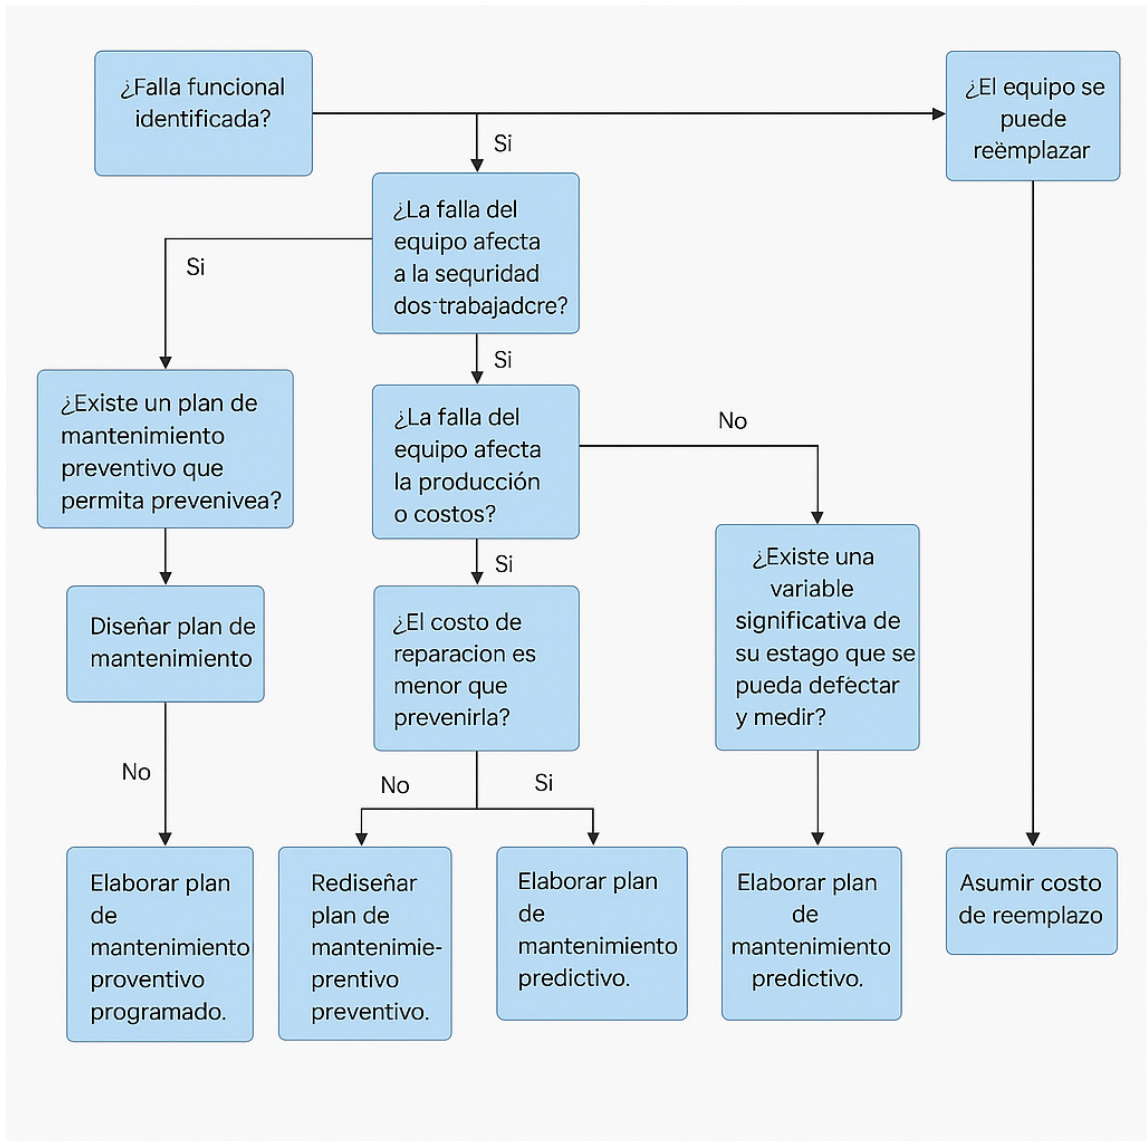 ¿Falla funcional
identificada?
¿El equipo se
puede
reëmplazar
Si
¿La falla del
equipo afecta
a la sequridad
dos-trabajadcre?
Si
Si
¿Existe un plan de
mantenimiento
preventivo que
permita prevenivea?
¿La falla del
equipo afecta
la producción
o costos?
No
Si
¿Existe una
variable
significativa de
su estago que se
pueda defectar
y medir?
Diseñar plan de
mantenimiento
¿El costo de
reparacion es
menor que
prevenirla?
No
No
Si
Elaborar plan
de
mantenimiento
proventivo
programado.
Rediseñar
plan de
mantenimie-
prentivo
preventivo.
Elaborar plan
de
mantenimiento
predictivo.
Elaborar plan
de
mantenimiento
predictivo.
Asumir costo
de reemplazo